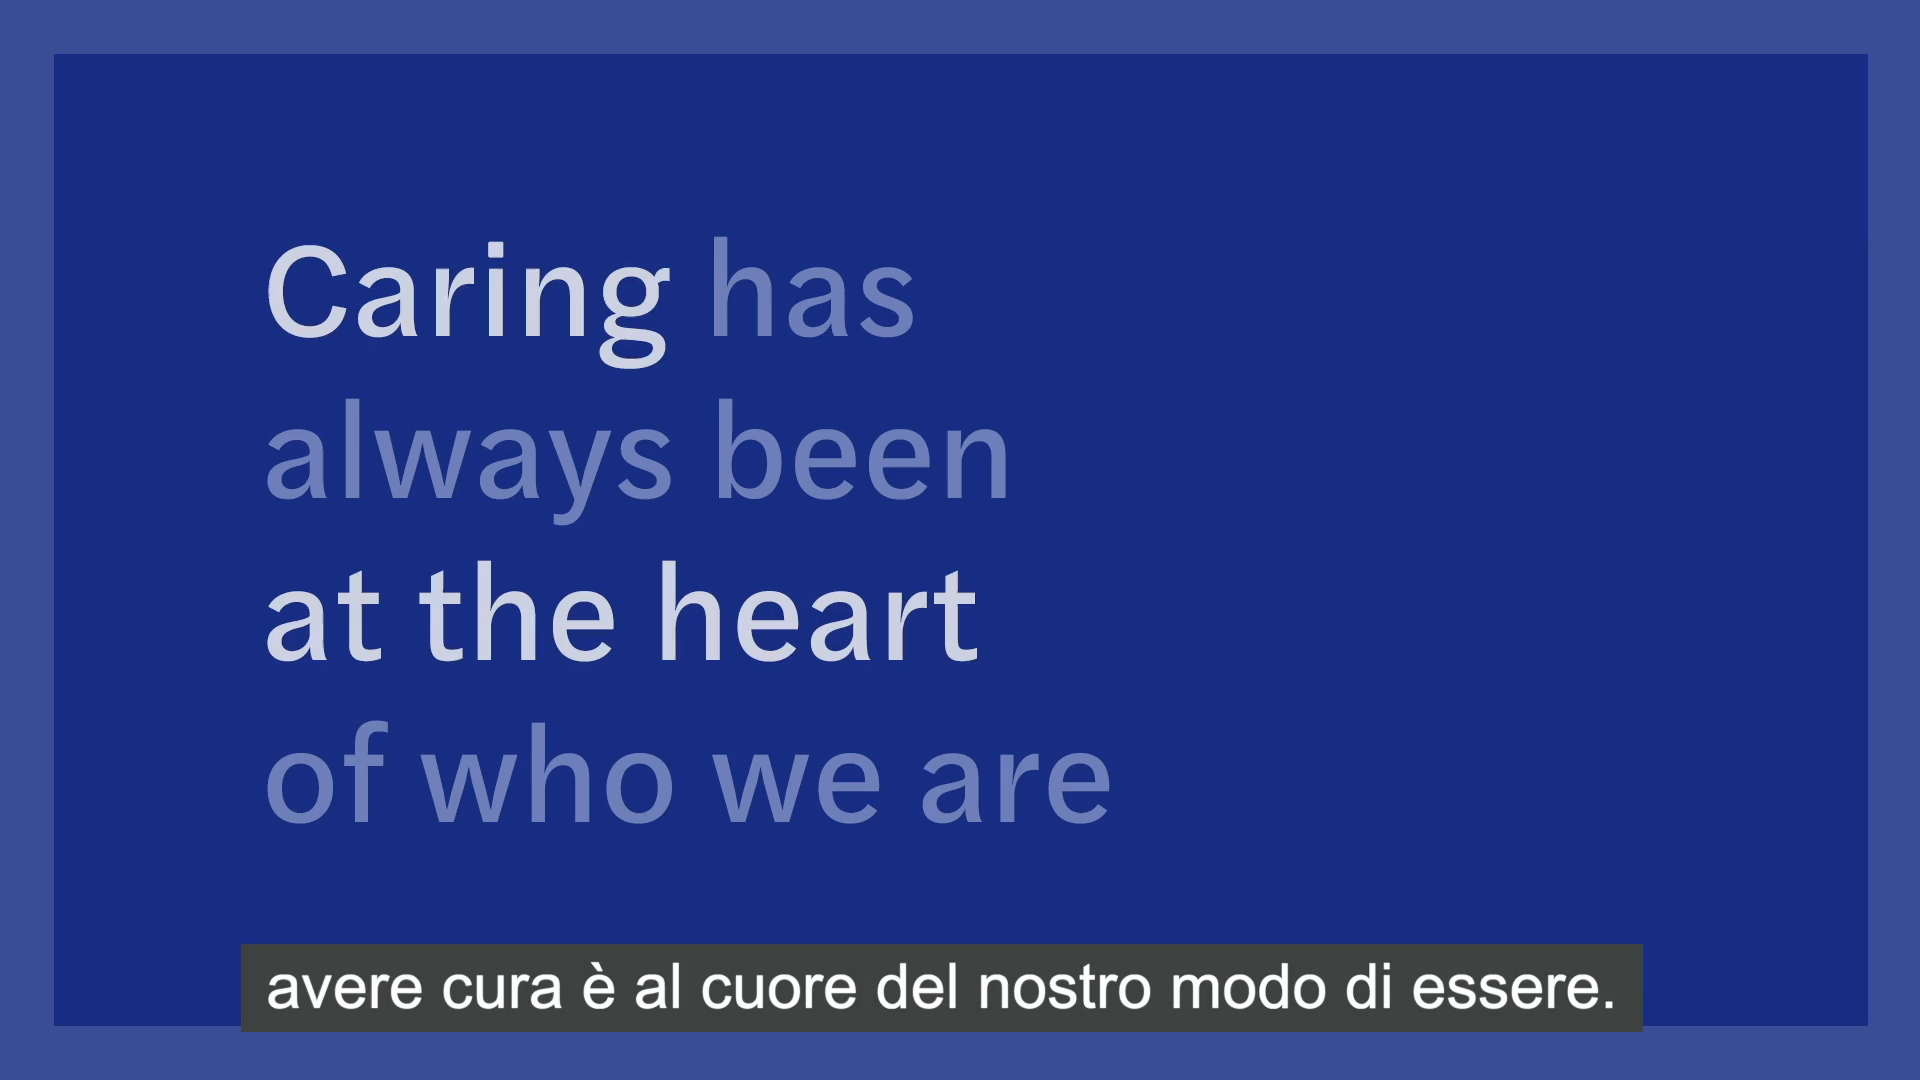 Caring has
always been
at the heart
of who we are
avere cura è al cuore del nostro modo di essere.